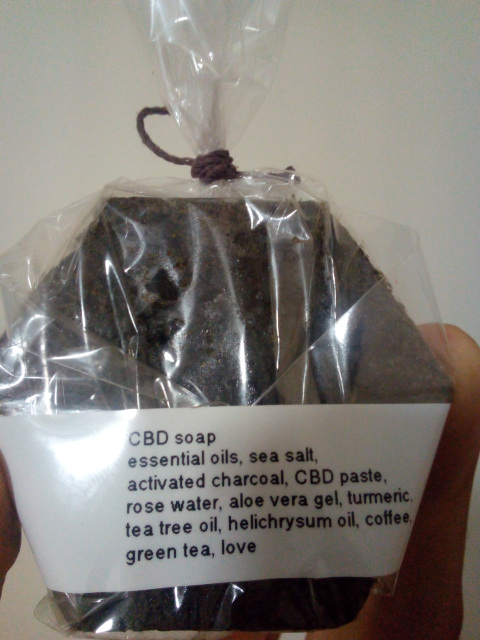 CBD soap
essential oils, sea salt,
activated charcoal, CBD paste,
rose water, aloe vera gel, turmeric,
tea tree oil, helichrysum oil, coffee,
green tea, love